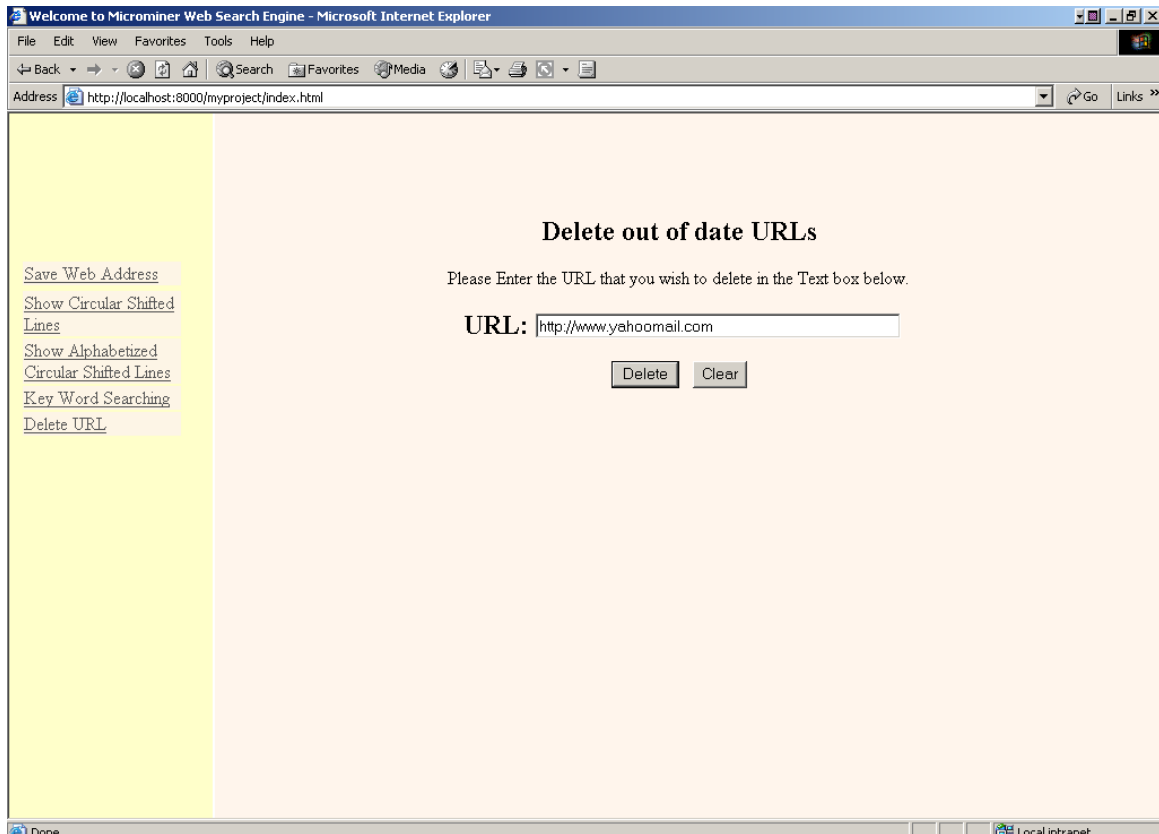 Welcome to Microminer Web Search Engine - Microsoft Internet Explorer
File Edit View Favorites Tools Help
Back Search Favorites Media
Address http://localhost:8000/myproject/index.html Go Links »
Delete out of date URLs
Save Web Address
Please Enter the URL that you wish to delete in the Text box below.
Show Circular Shifted
Lines
URL: http://www.yahoomail.com
Show Alphabetized
Circular Shifted Lines
Delete Clear
Key Word Searching
Delete URL
Done Local intranet